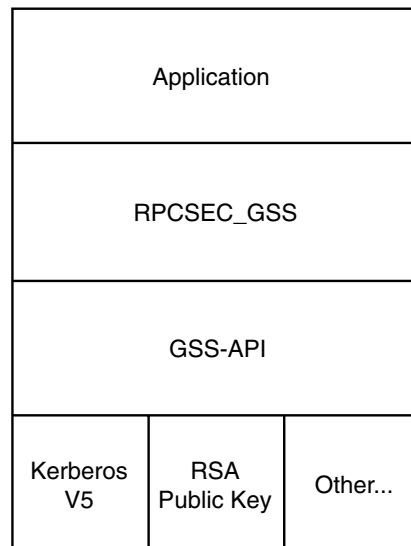 Application
RPCSEC_GSS
GSS-API
Kerberos
V5
RSA
Public Key
Other...